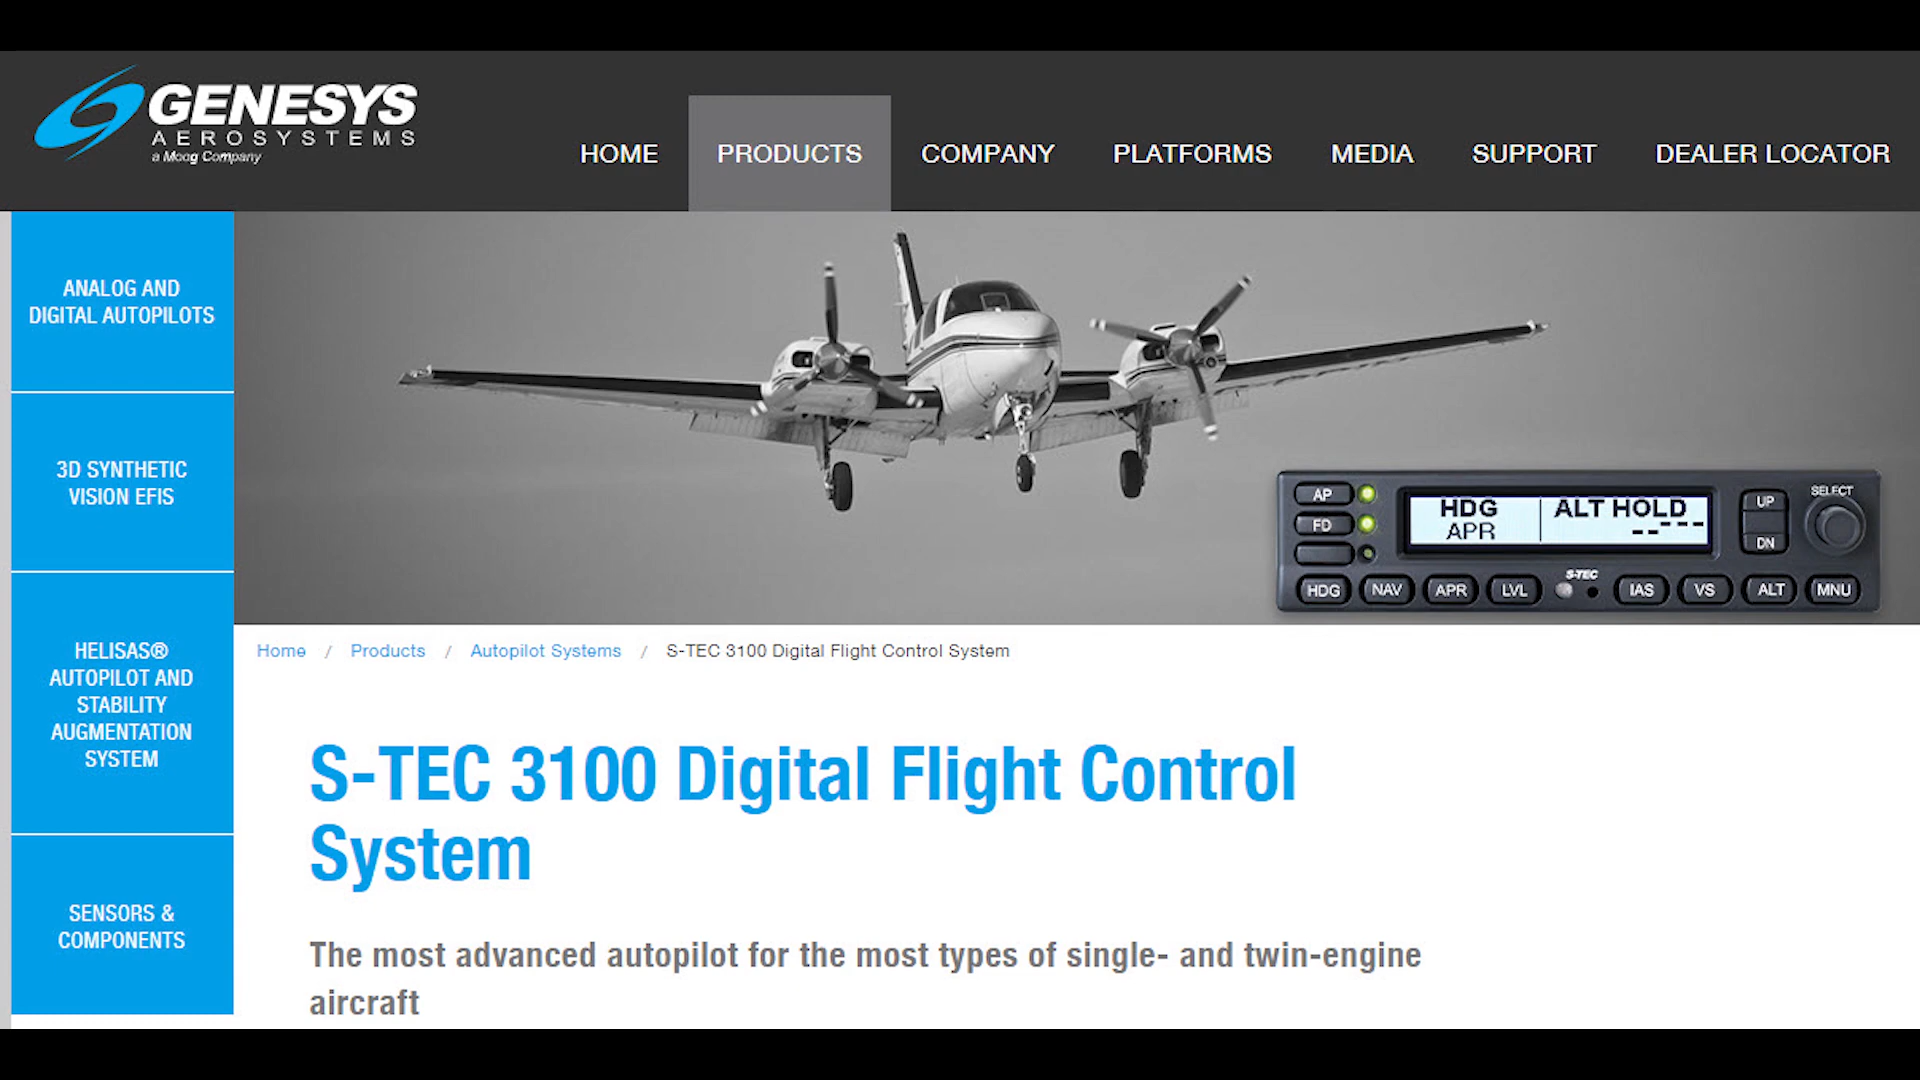 GENESYS
AEROSYSTEMS
a Moog Company
HOME
PRODUCTS
COMPANY
PLATFORMS
MEDIA
SUPPORT
DEALER LOCATOR
ANALOG AND
DIGITAL AUTOPILOTS
3D SYNTHETIC
VISION EFIS
HELISAS®
AUTOPILOT AND
STABILITY
AUGMENTATION
SYSTEM
SENSORS &
COMPONENTS
AP
FD
HDG
APR
ALT HOLD
-----
UP
DN
SELECT
HDG
NAV
APR
LVL
S-TEC
IAS
VS
ALT
MNU
Home / Products / Autopilot Systems / S-TEC 3100 Digital Flight Control System
S-TEC 3100 Digital Flight Control
System
The most advanced autopilot for the most types of single- and twin-engine
aircraft